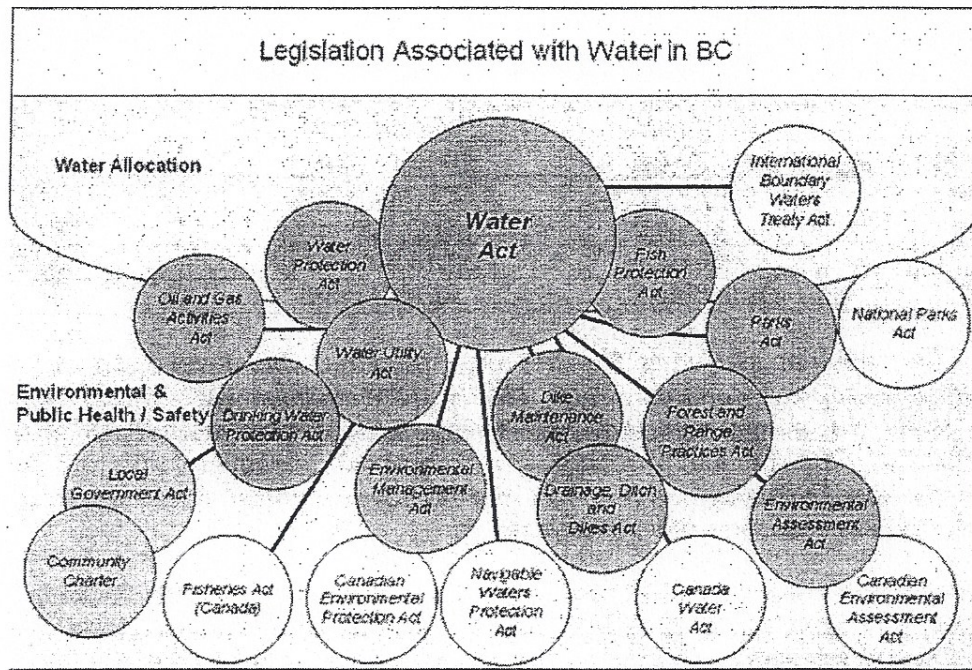 Legislation Associated with Water in BC
Water Allocation
Water
Act
International
Boundary
Waters
Treaty Act
Water
Protection
Act
Fish
Protection
Act
Oil and Gas
Activities
Act
Water Utility
Act
Parks
Act
National Parks
Act
Environmental &
Public Health / Safety
Drinking Water
Protection Act
Dike
Maintenance
Act
Forest and
Range
Practices Act
Local
Government Act
Environmental
Management
Act
Drainage, Ditch
and
Dikes Act
Environmental
Assessment
Act
Community
Charter
Fisheries Act
(Canada)
Canadian
Environmental
Protection Act
Navigable
Waters
Protection
Act
Canada
Water
Act
Canadian
Environmental
Assessment
Act